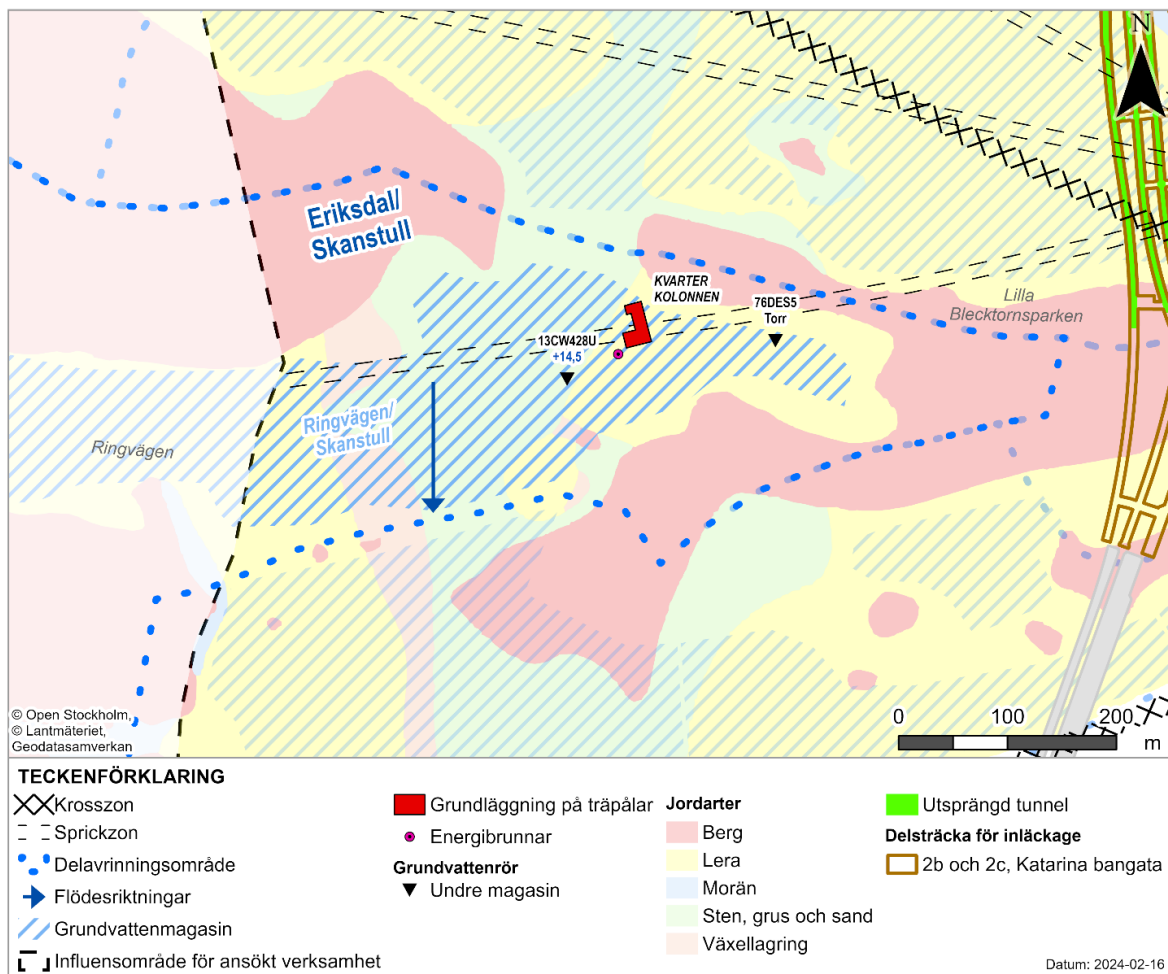 N
Eriksdal/
Skanstull
KVARTER
KOLONNEN
76DES5
Torr
Lilla
Blecktornsparken
13CW428U
+14,5
Ringvägen/
Skanstull
Ringvägen
© Open Stockholm,
© Lantmäteriet,
Geodatasamverkan
0 100 200
m
TECKENFÖRKLARING
Krosszon
Sprickzon
Delavrinningsområde
Flödesriktningar
Grundvattenmagasin
Influensområde för ansökt verksamhet
Grundläggning på träpålar
Energibrunnar
Grundvattenrör
Undre magasin
Jordarter
Berg
Lera
Morän
Sten, grus och sand
Växellagring
Utsprängd tunnel
Delsträcka för inläckage
2b och 2c, Katarina bangata
Datum: 2024-02-16